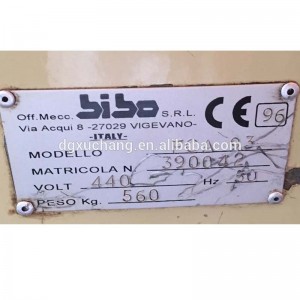 Off. Mecc. bibo S.R.L. CE 96
Via Acqui 8 -27029 VIGEVANO-
-ITALY-
MODELLO
MATRICOLA N. 390042
VOLT 440 Hz
PESO Kg. 560
dgxuchang.en.alibaba.com